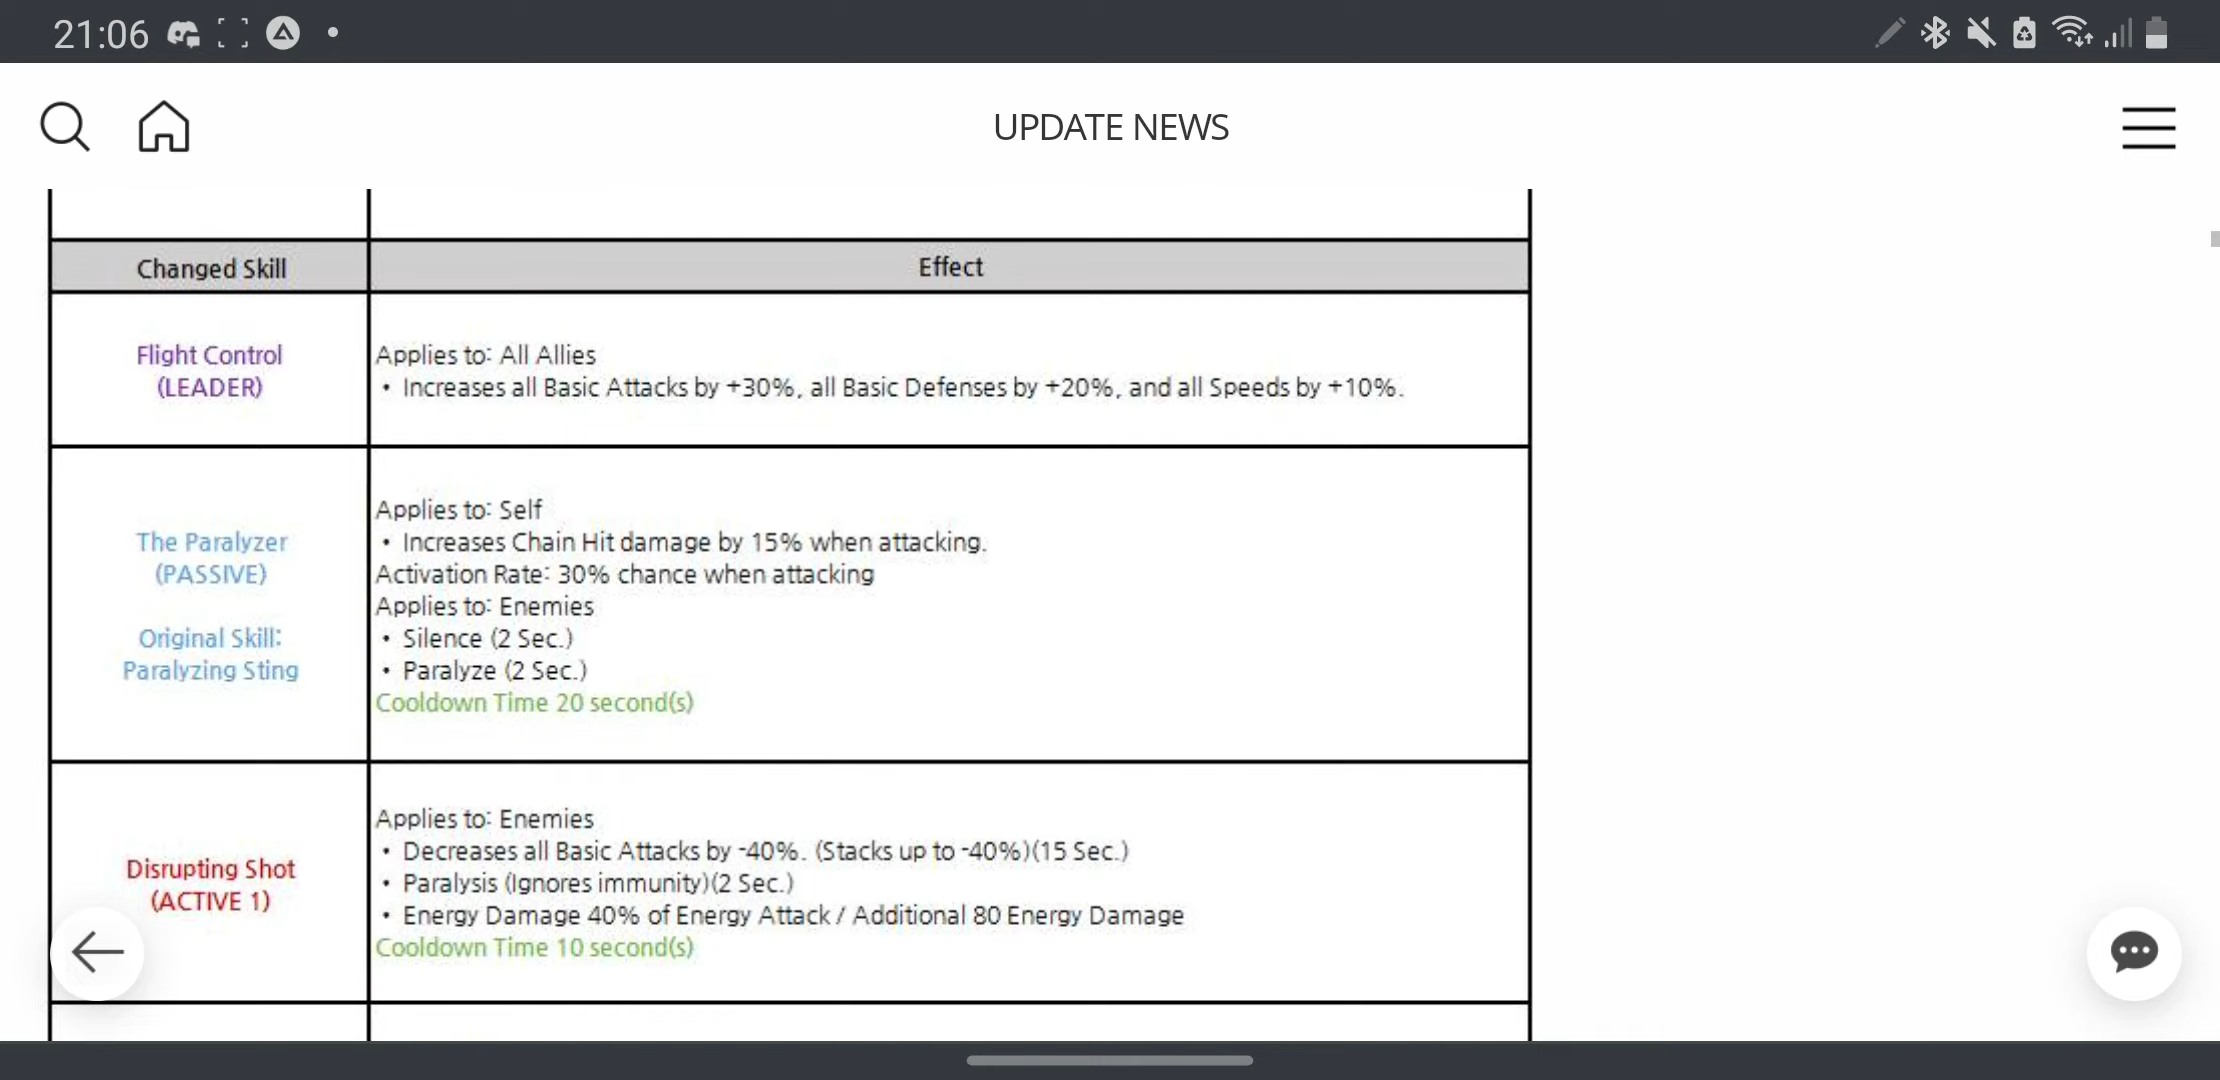 21:06
UPDATE NEWS
Changed Skill
Effect
Flight Control
(LEADER)
Applies to: All Allies
• Increases all Basic Attacks by +30%, all Basic Defenses by +20%, and all Speeds by +10%.
The Paralyzer
(PASSIVE)
Original Skill:
Paralyzing Sting
Applies to: Self
• Increases Chain Hit damage by 15% when attacking.
Activation Rate: 30% chance when attacking
Applies to: Enemies
• Silence (2 Sec.)
• Paralyze (2 Sec.)
Cooldown Time 20 second(s)
Disrupting Shot
(ACTIVE 1)
Applies to: Enemies
• Decreases all Basic Attacks by -40%. (Stacks up to -40%)(15 Sec.)
• Paralysis (Ignores immunity)(2 Sec.)
• Energy Damage 40% of Energy Attack / Additional 80 Energy Damage
Cooldown Time 10 second(s)